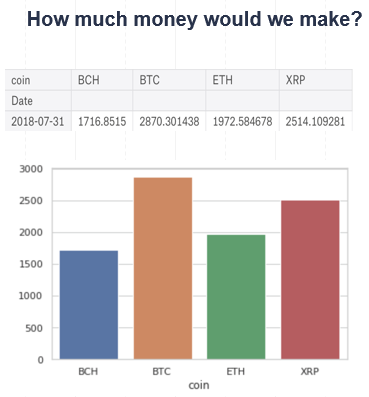 How much money would we make?
coin BCH BTC ETH XRP
Date
2018-07-31 1716.8515 2870.301438 1972.584678 2514.109281
3000
2500
2000
1500
1000
500
0
BCH BTC ETH XRP
coin